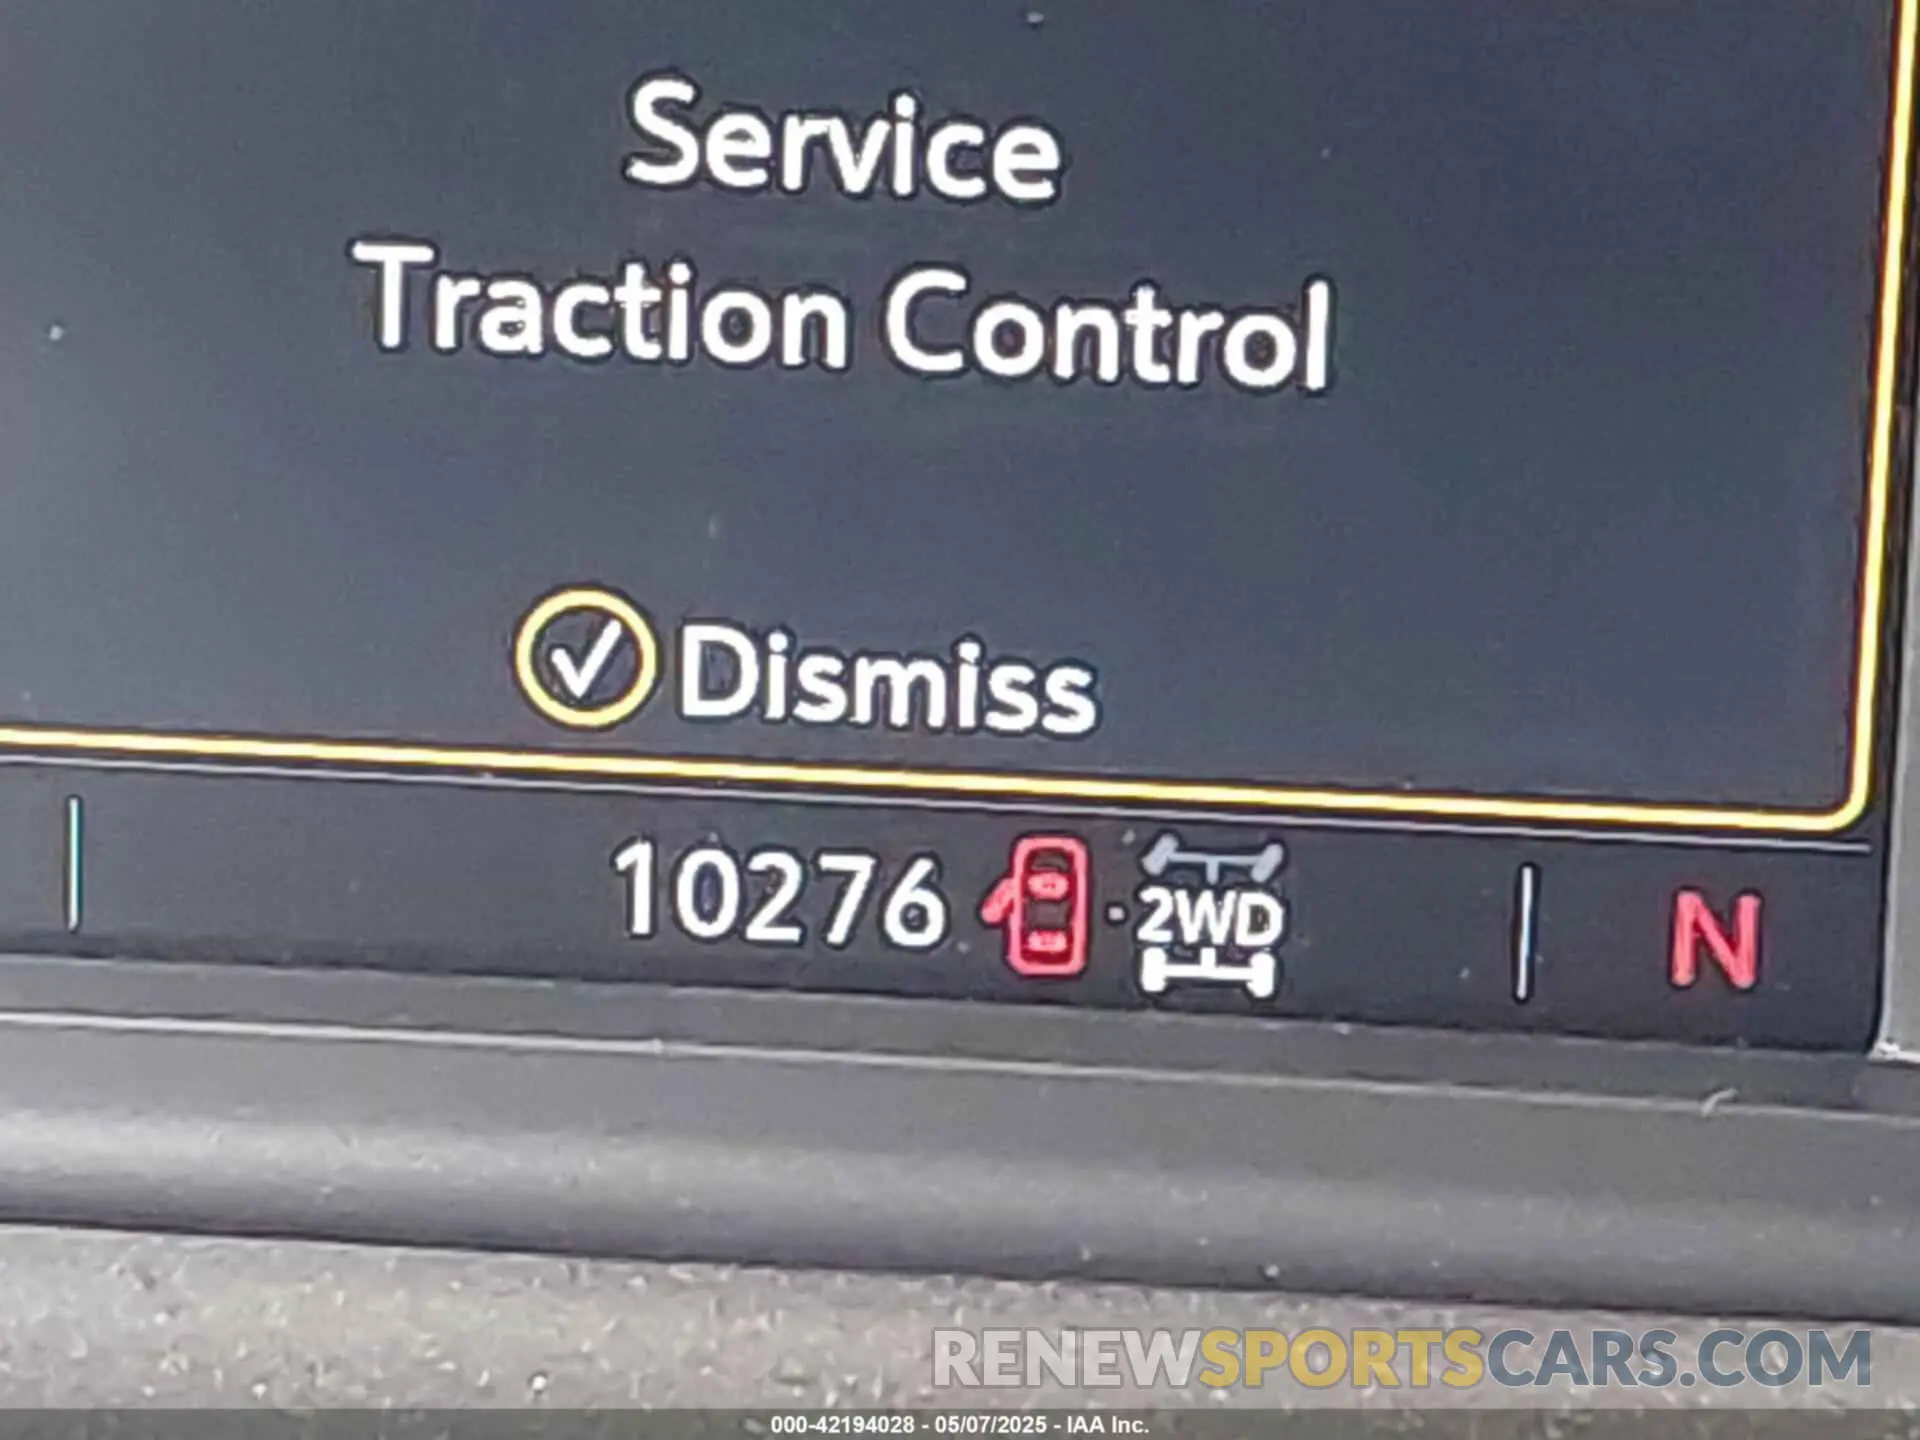 Service
Traction Control
Dismiss
10276 2WD N
RENEWSPORTSCARS.COM
000-42194028 - 05/07/2025 - IAA Inc.